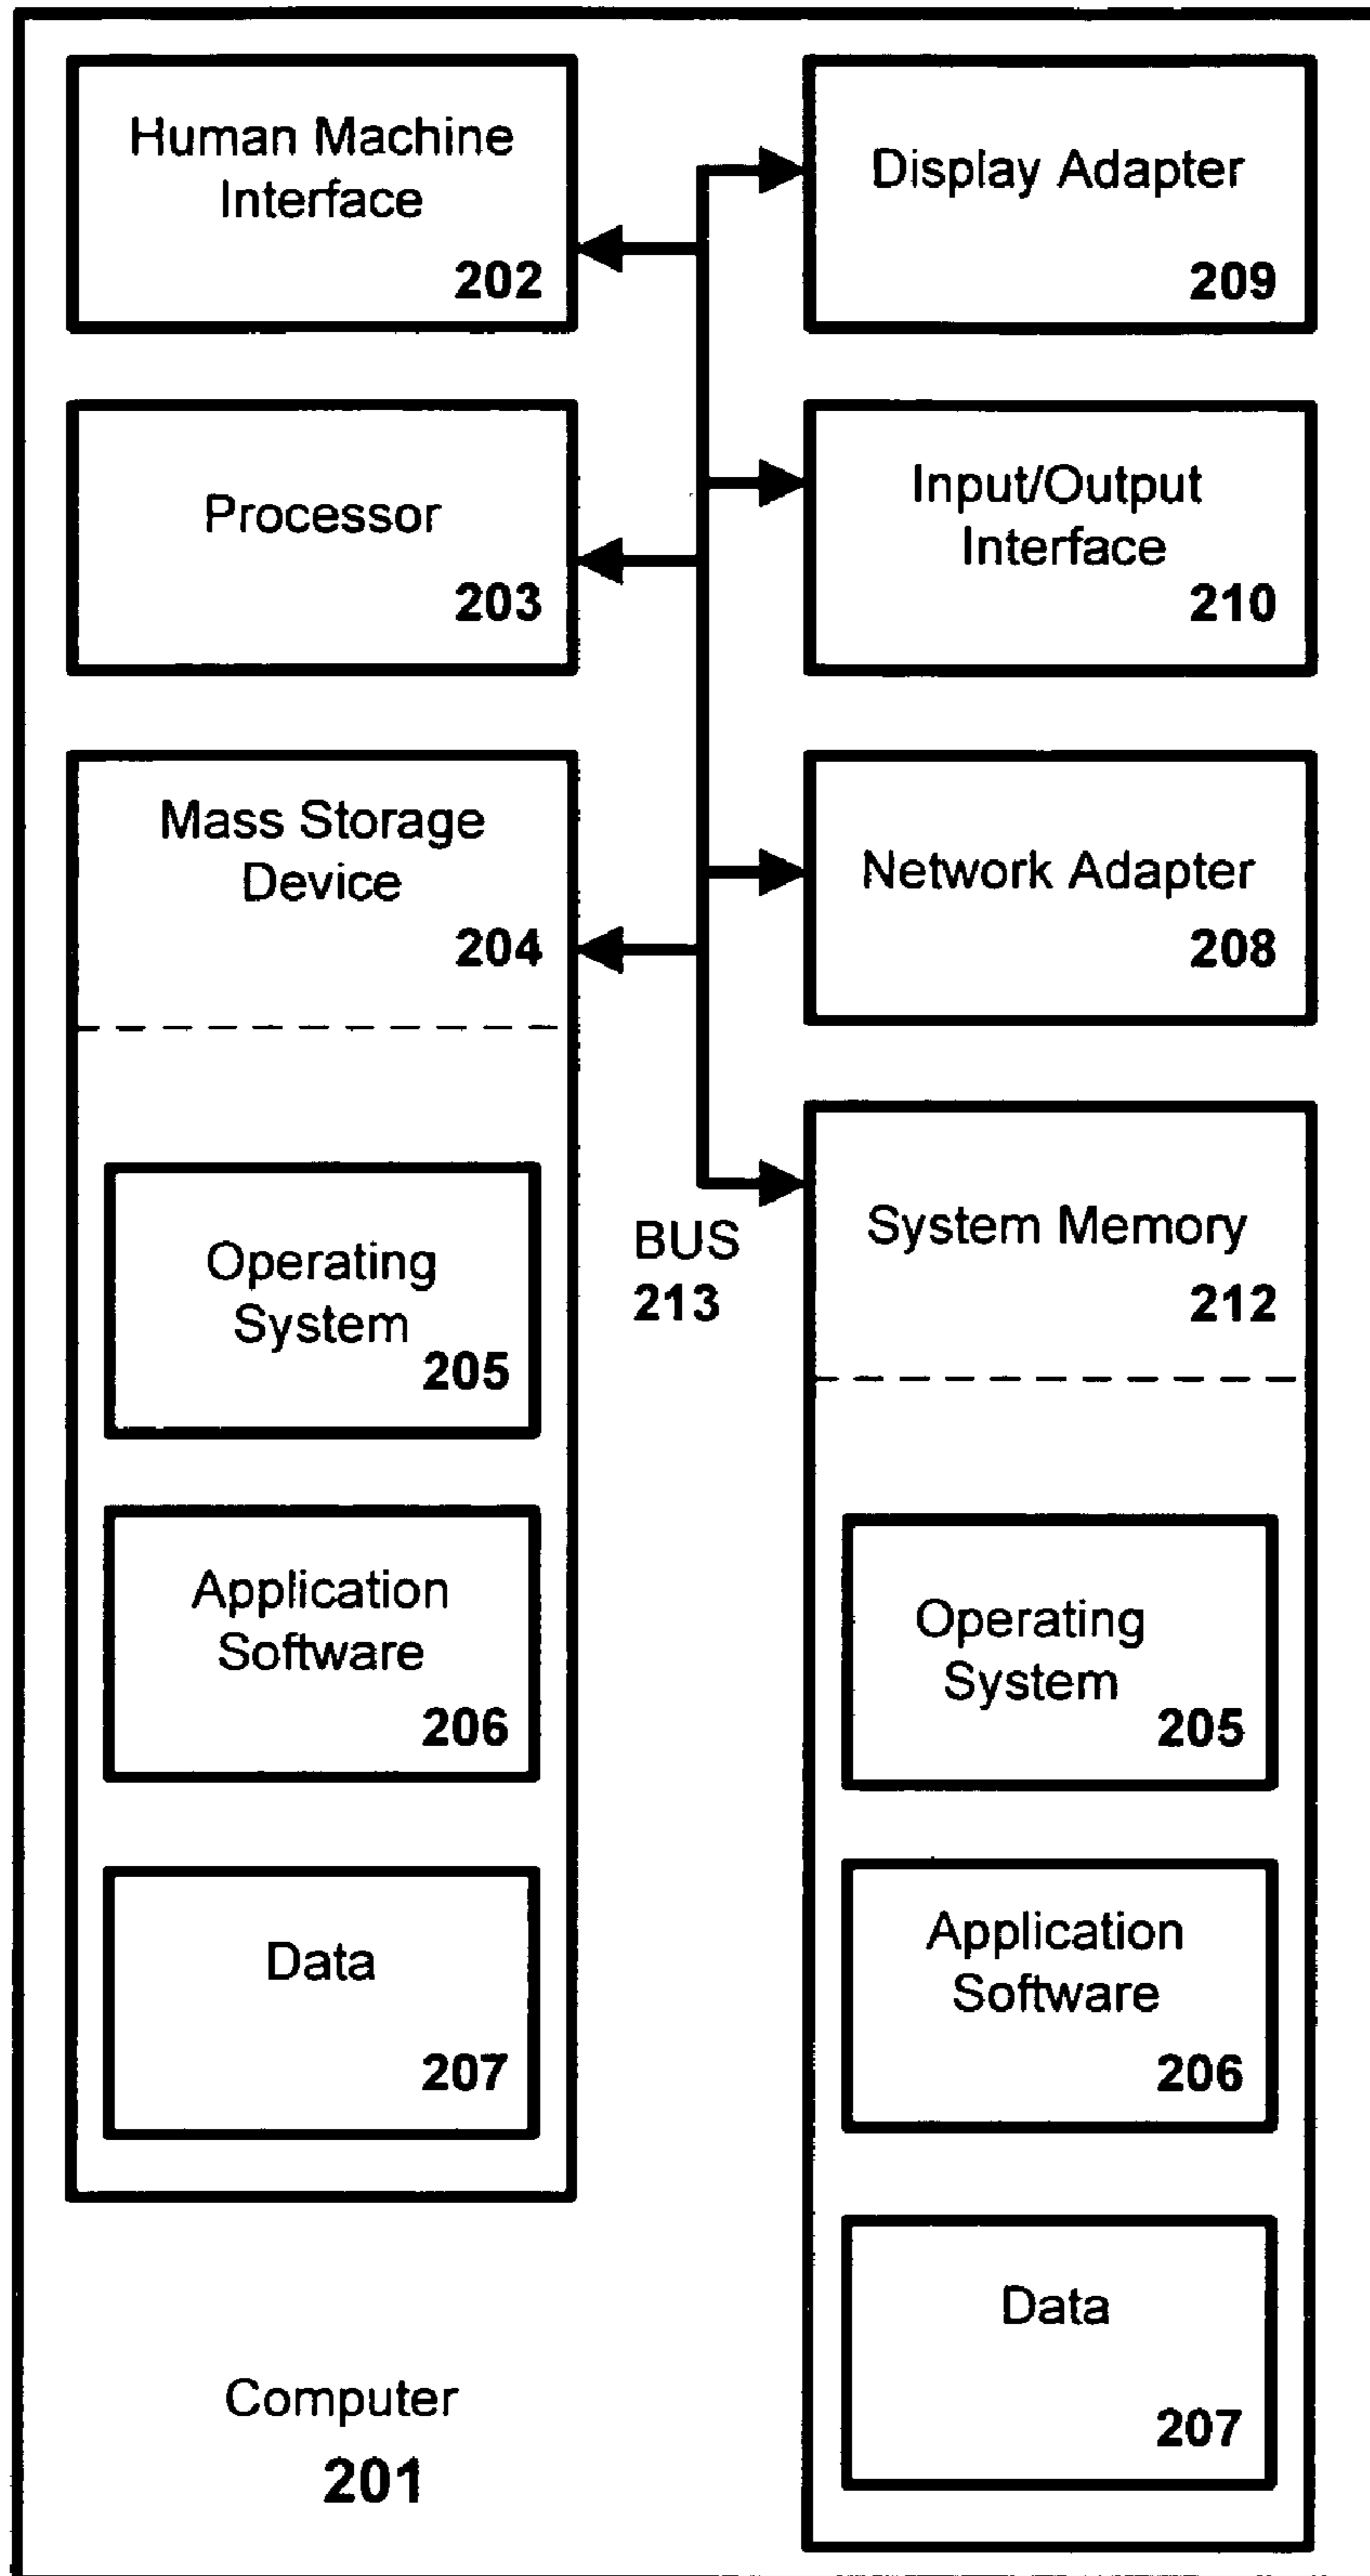 Human Machine
Interface
202
Processor
203
Mass Storage
Device
204
Operating
System
205
Application
Software
206
Data
207
Computer
201
BUS
213
Display Adapter
209
Input/Output
Interface
210
Network Adapter
208
System Memory
212
Operating
System
205
Application
Software
206
Data
207